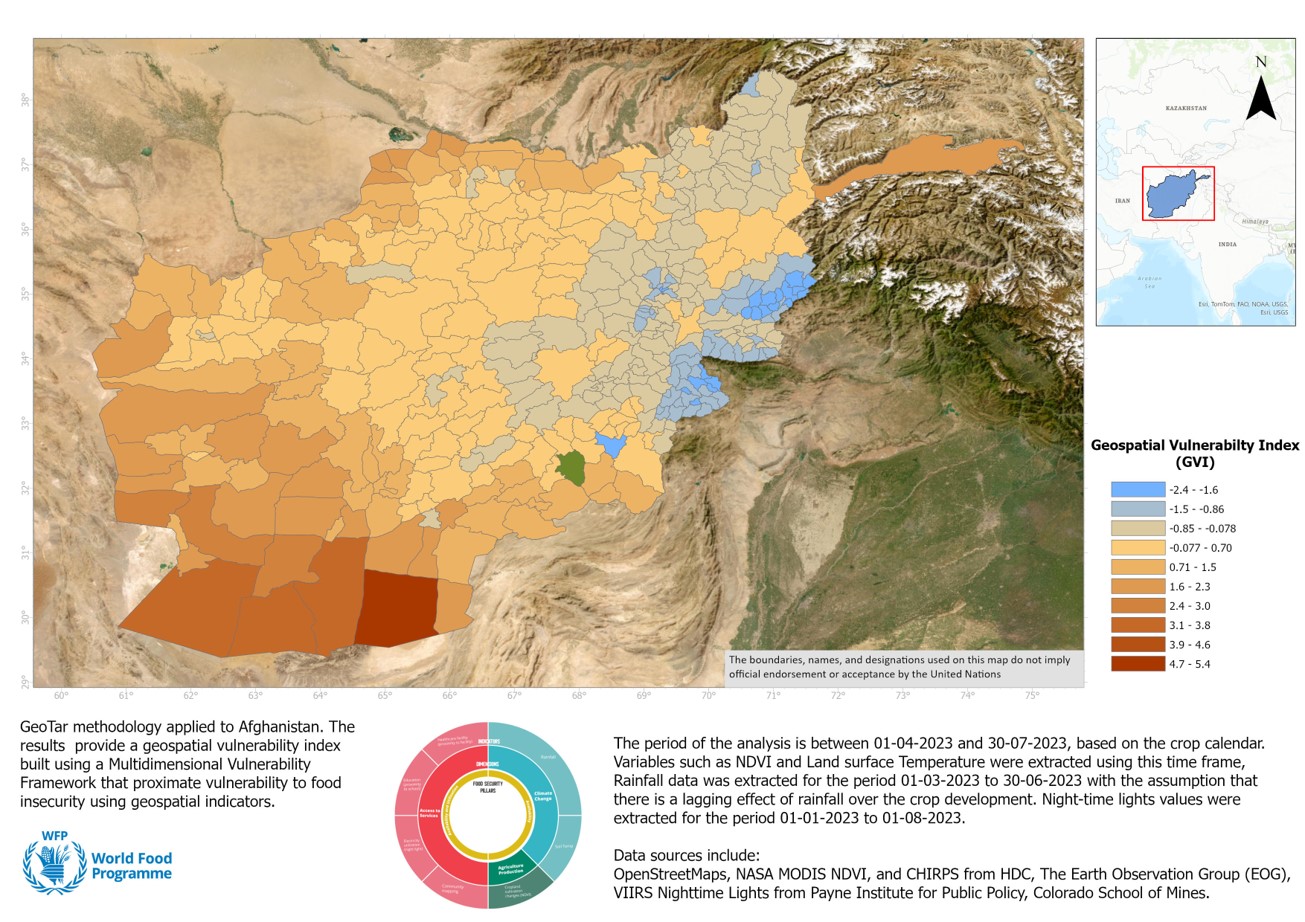 38°
37°
36°
35°
34°
33°
32°
31°
30°
29°
60°
61°
62°
63°
64°
65°
66°
67°
68°
69°
70°
71°
72°
73°
74°
75°
The boundaries, names, and designations used on this map do not imply
official endorsement or acceptance by the United Nations
N
KAZAKHSTAN
IRAN
Himalaya
INDIA
Arabian
Sea
Esri, TomTom, FAO, NOAA, USGS,
Esri, USGS
Geospatial Vulnerabilty Index
(GVI)
-2.4 - -1.6
-1.5 - -0.86
-0.85 - -0.078
-0.077 - 0.70
0.71 - 1.5
1.6 - 2.3
2.4 - 3.0
3.1 - 3.8
3.9 - 4.6
4.7 - 5.4
GeoTar methodology applied to Afghanistan. The
results provide a geospatial vulnerability index
built using a Multidimensional Vulnerability
Framework that proximate vulnerability to food
insecurity using geospatial indicators.
WFP
World Food
Programme
INDICATORS
DIMENSIONS
FOOD SECURITY
PILLARS
Rainfall
Climate
Change
Access to
Services
Agriculture
Production
The period of the analysis is between 01-04-2023 and 30-07-2023, based on the crop calendar.
Variables such as NDVI and Land surface Temperature were extracted using this time frame,
Rainfall data was extracted for the period 01-03-2023 to 30-06-2023 with the assumption that
there is a lagging effect of rainfall over the crop development. Night-time lights values were
extracted for the period 01-01-2023 to 01-08-2023.
Data sources include:
OpenStreetMaps, NASA MODIS NDVI, and CHIRPS from HDC, The Earth Observation Group (EOG),
VIIRS Nighttime Lights from Payne Institute for Public Policy, Colorado School of Mines.